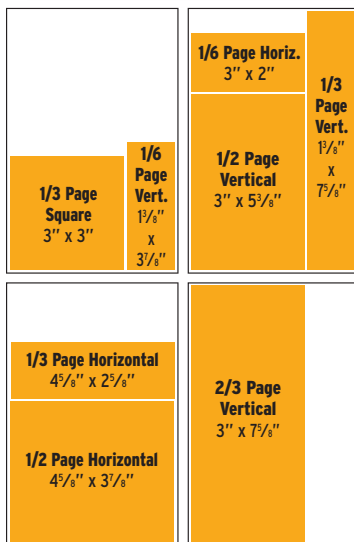 1/3 Page
Square
3" x 3"
1/6
Page
Vert.
1³/₈"
x
3⁷/₈"
1/6 Page Horiz.
3" x 2"
1/2 Page
Vertical
3" x 5³/₈"
1/3
Page
Vert.
1³/₈"
x
7⁵/₈"
1/3 Page Horizontal
4⁵/₈" x 2⁵/₈"
1/2 Page Horizontal
4⁵/₈" x 3⁷/₈"
2/3 Page
Vertical
3" x 7⁵/₈"